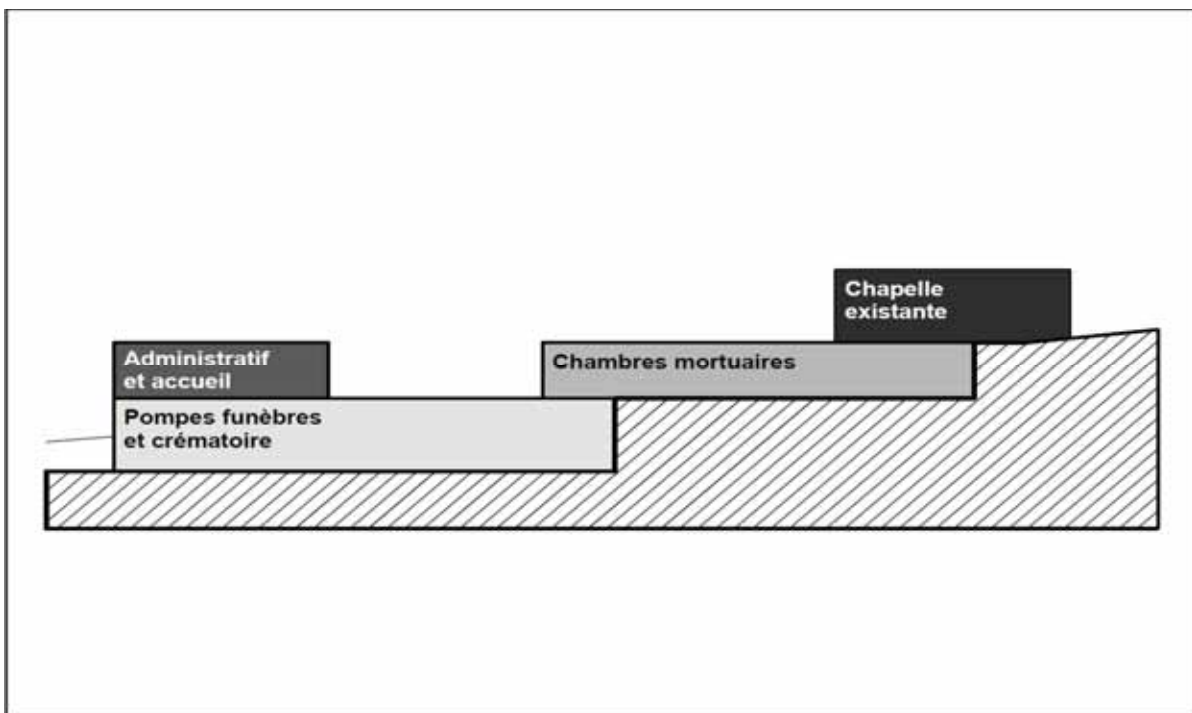 Chapelle
existante
Administratif
et accueil
Chambres mortuaires
Pompes funèbres
et crématoire